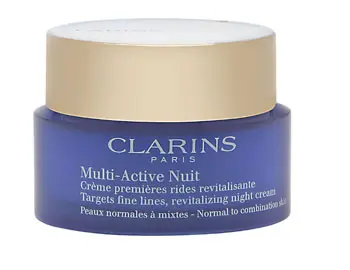 CLARINS
PARIS
Multi-Active Nuit
Crème premières rides revitalisante
Targets fine lines, revitalizing night cream
Peaux normales à mixtes - Normal to combination skin